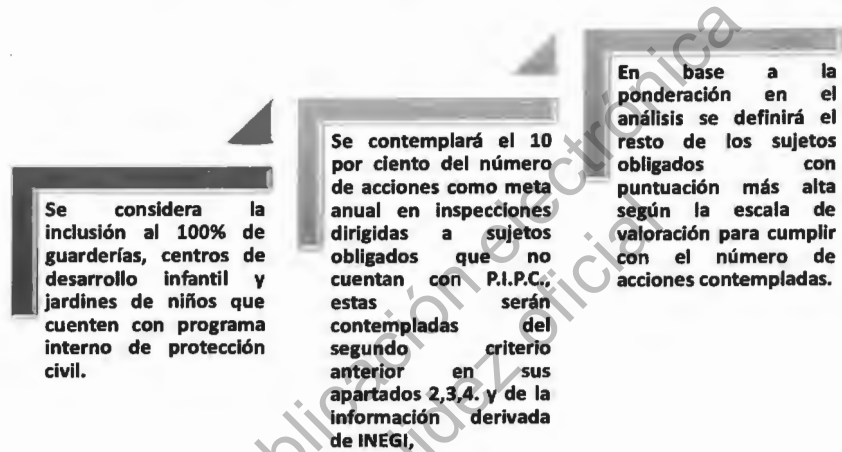 Se considera la
inclusión al 100% de
guarderías, centros de
desarrollo infantil y
jardines de niños que
cuenten con programa
interno de protección
civil.
Se contemplará el 10
por ciento del número
de acciones como meta
anual en inspecciones
dirigidas a sujetos
obligados que no
cuentan con P.I.P.C.,
estas serán
contempladas del
segundo criterio
anterior en sus
apartados 2,3,4. y de la
información derivada
de INEGI,
En base a la
ponderación en el
análisis se definirá el
resto de los sujetos
obligados con
puntuación más alta
según la escala de
valoración para cumplir
con el número de
acciones contempladas.
electrónica
oficial